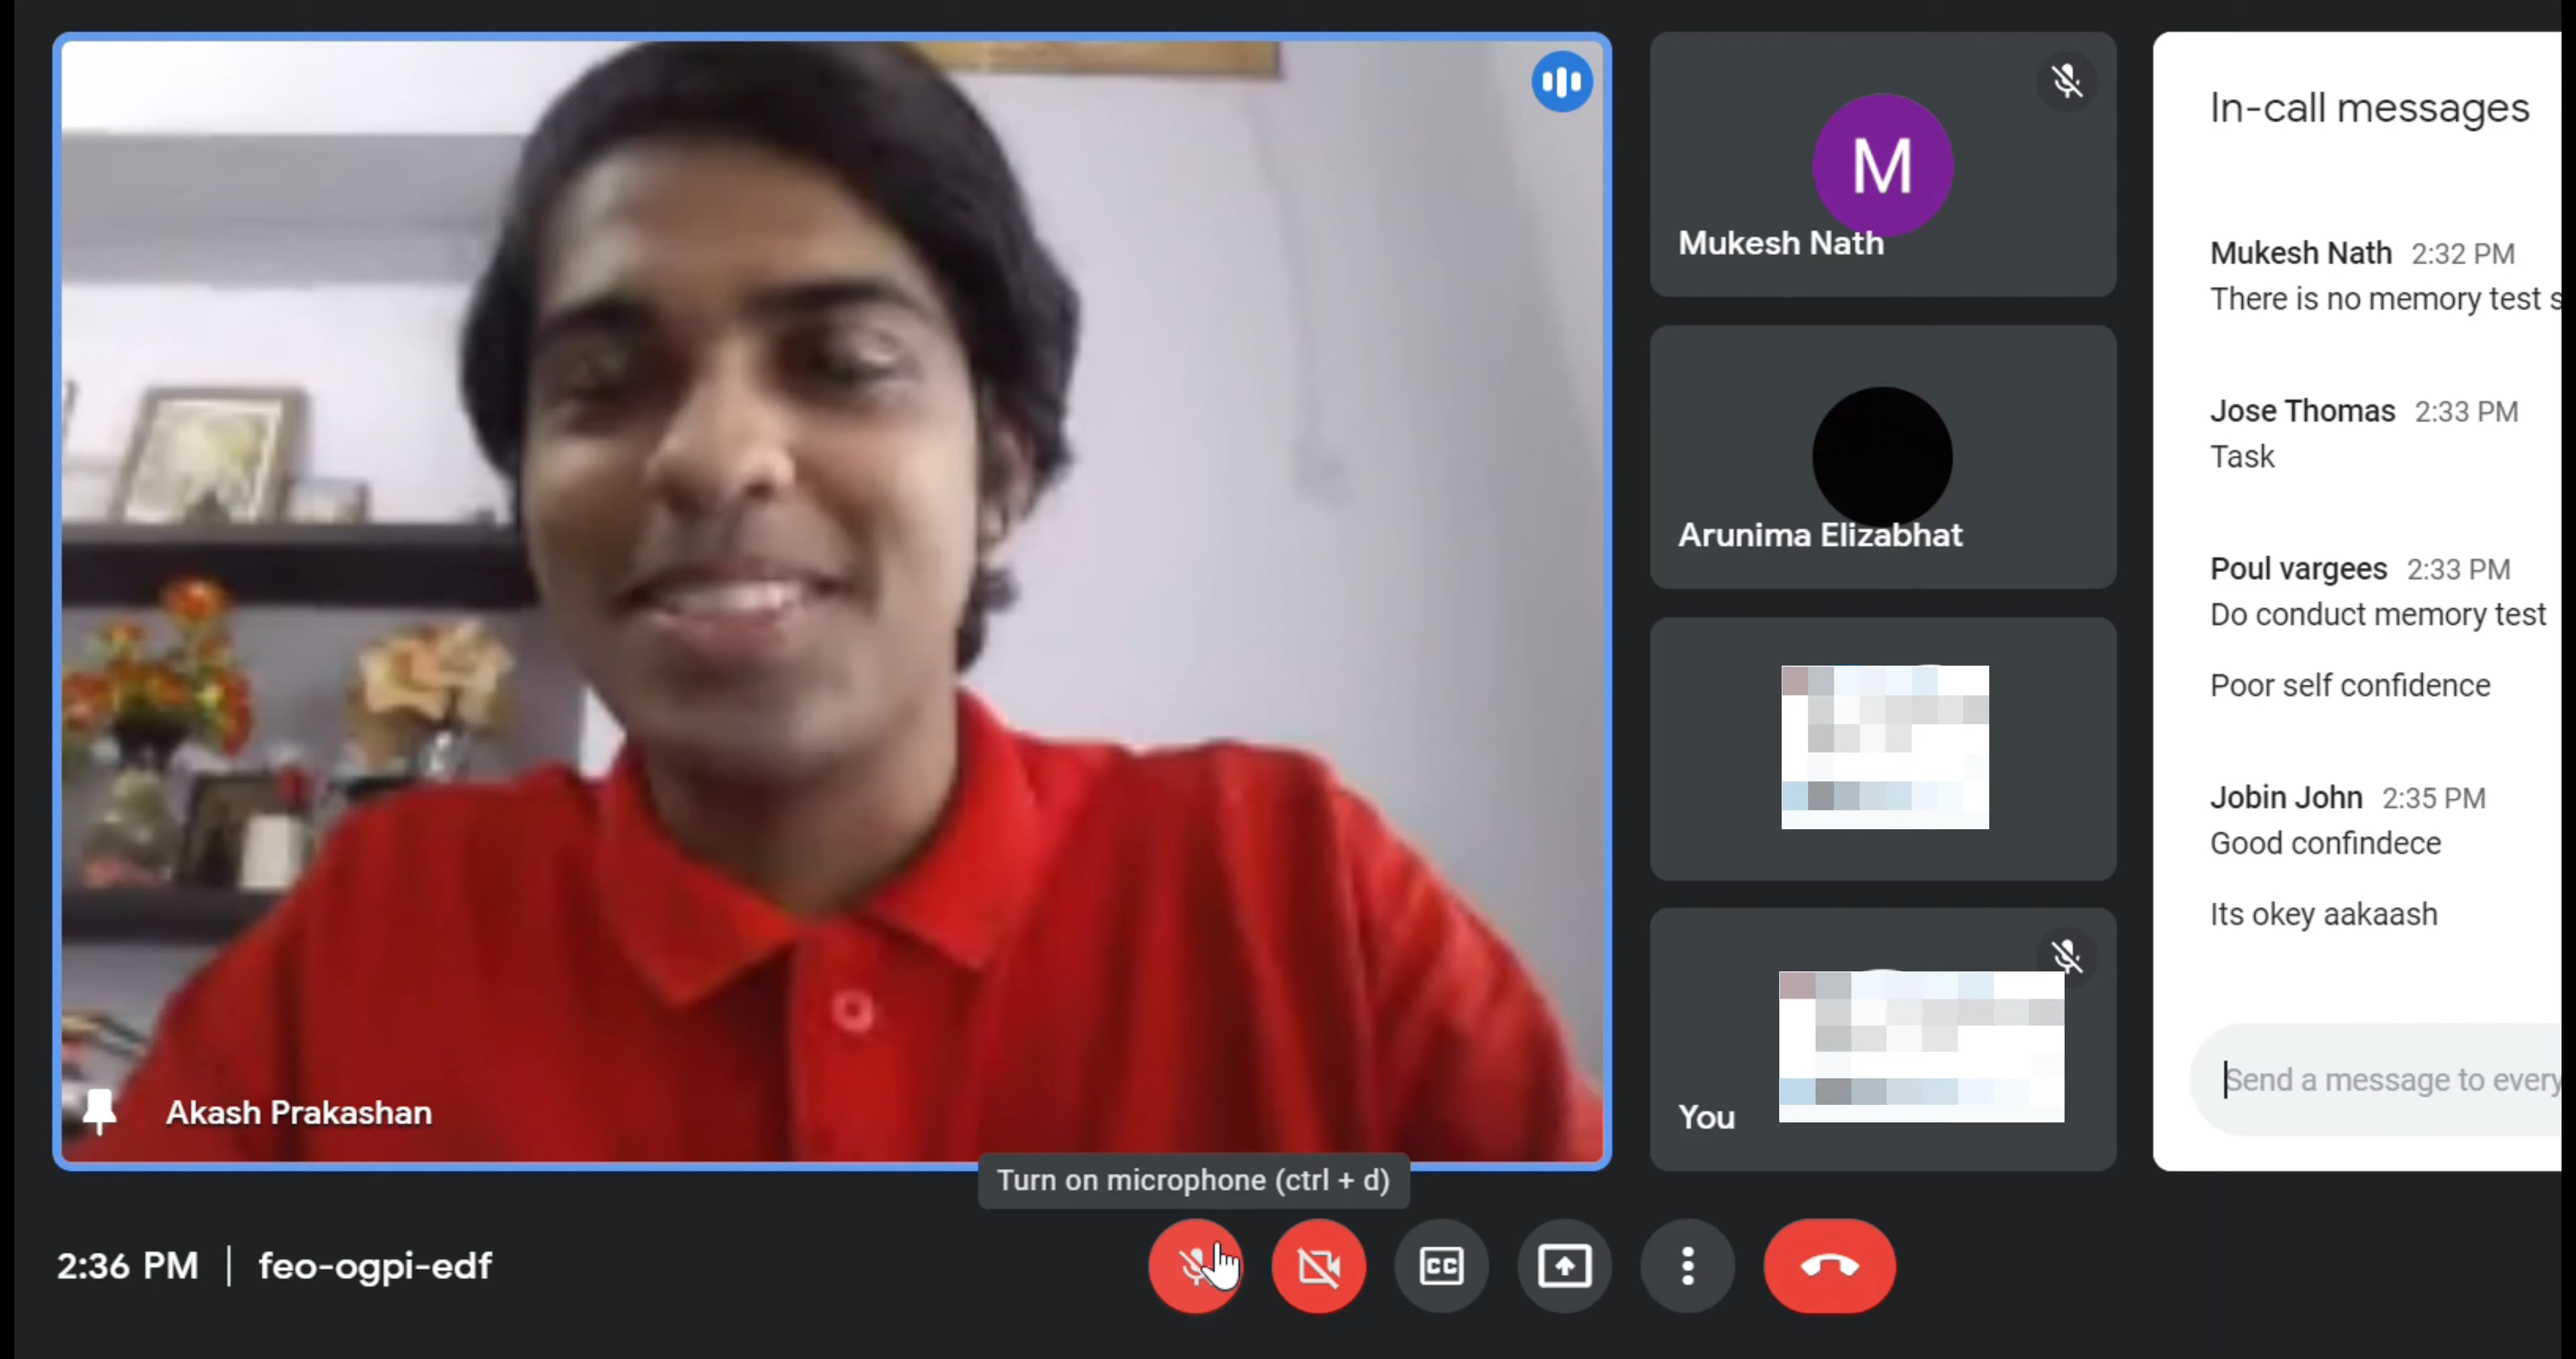 Akash Prakashan
M
Mukesh Nath
Arunima Elizabhat
You
In-call messages
Mukesh Nath 2:32 PM
There is no memory test s
Jose Thomas 2:33 PM
Task
Poul vargees 2:33 PM
Do conduct memory test
Poor self confidence
Jobin John 2:35 PM
Good confindece
Its okey aakaash
Send a message to every
Turn on microphone (ctrl + d)
2:36 PM | feo-ogpi-edf
CC